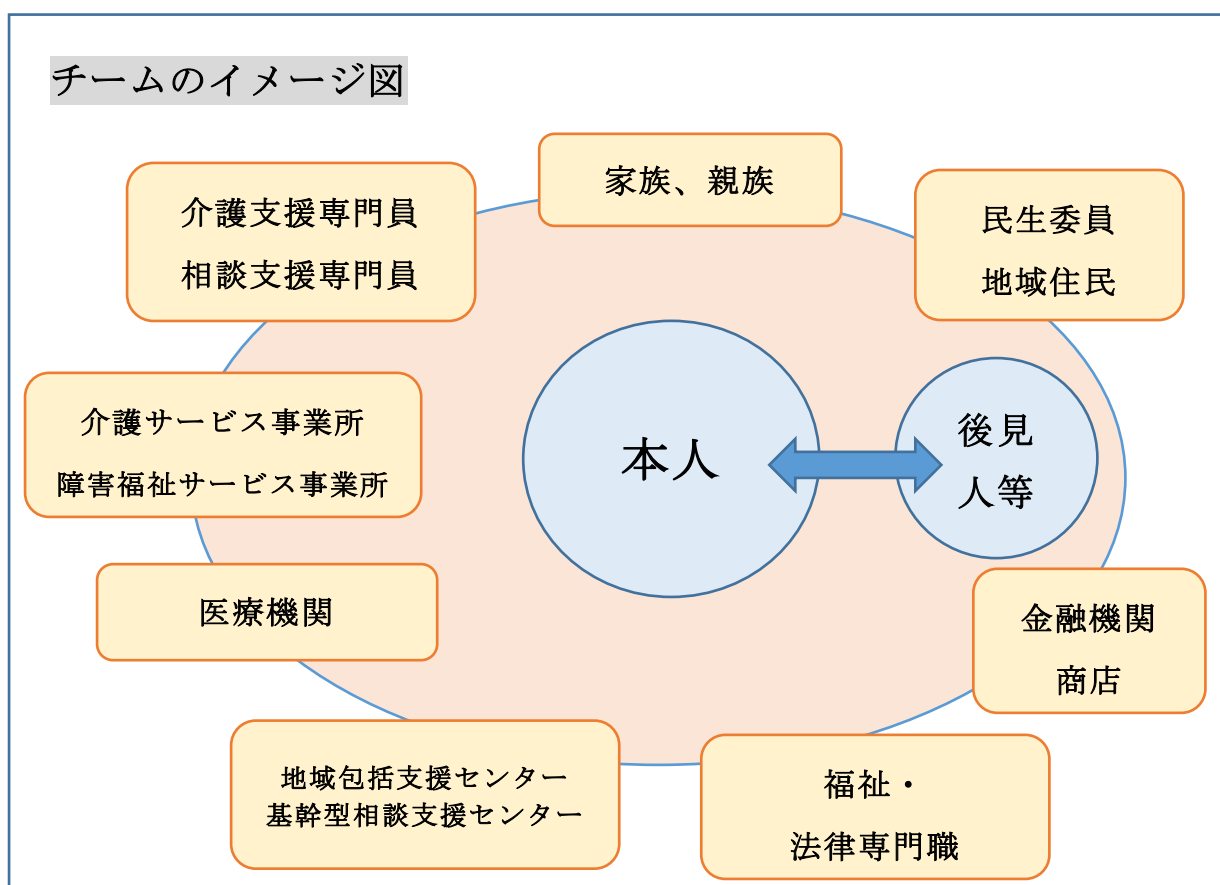 チームのイメージ図
家族、親族
介護支援専門員
相談支援専門員
民生委員
地域住民
介護サービス事業所
障害福祉サービス事業所
本人
後見
人等
医療機関
金融機関
商店
地域包括支援センター
基幹型相談支援センター
福祉・
法律専門職